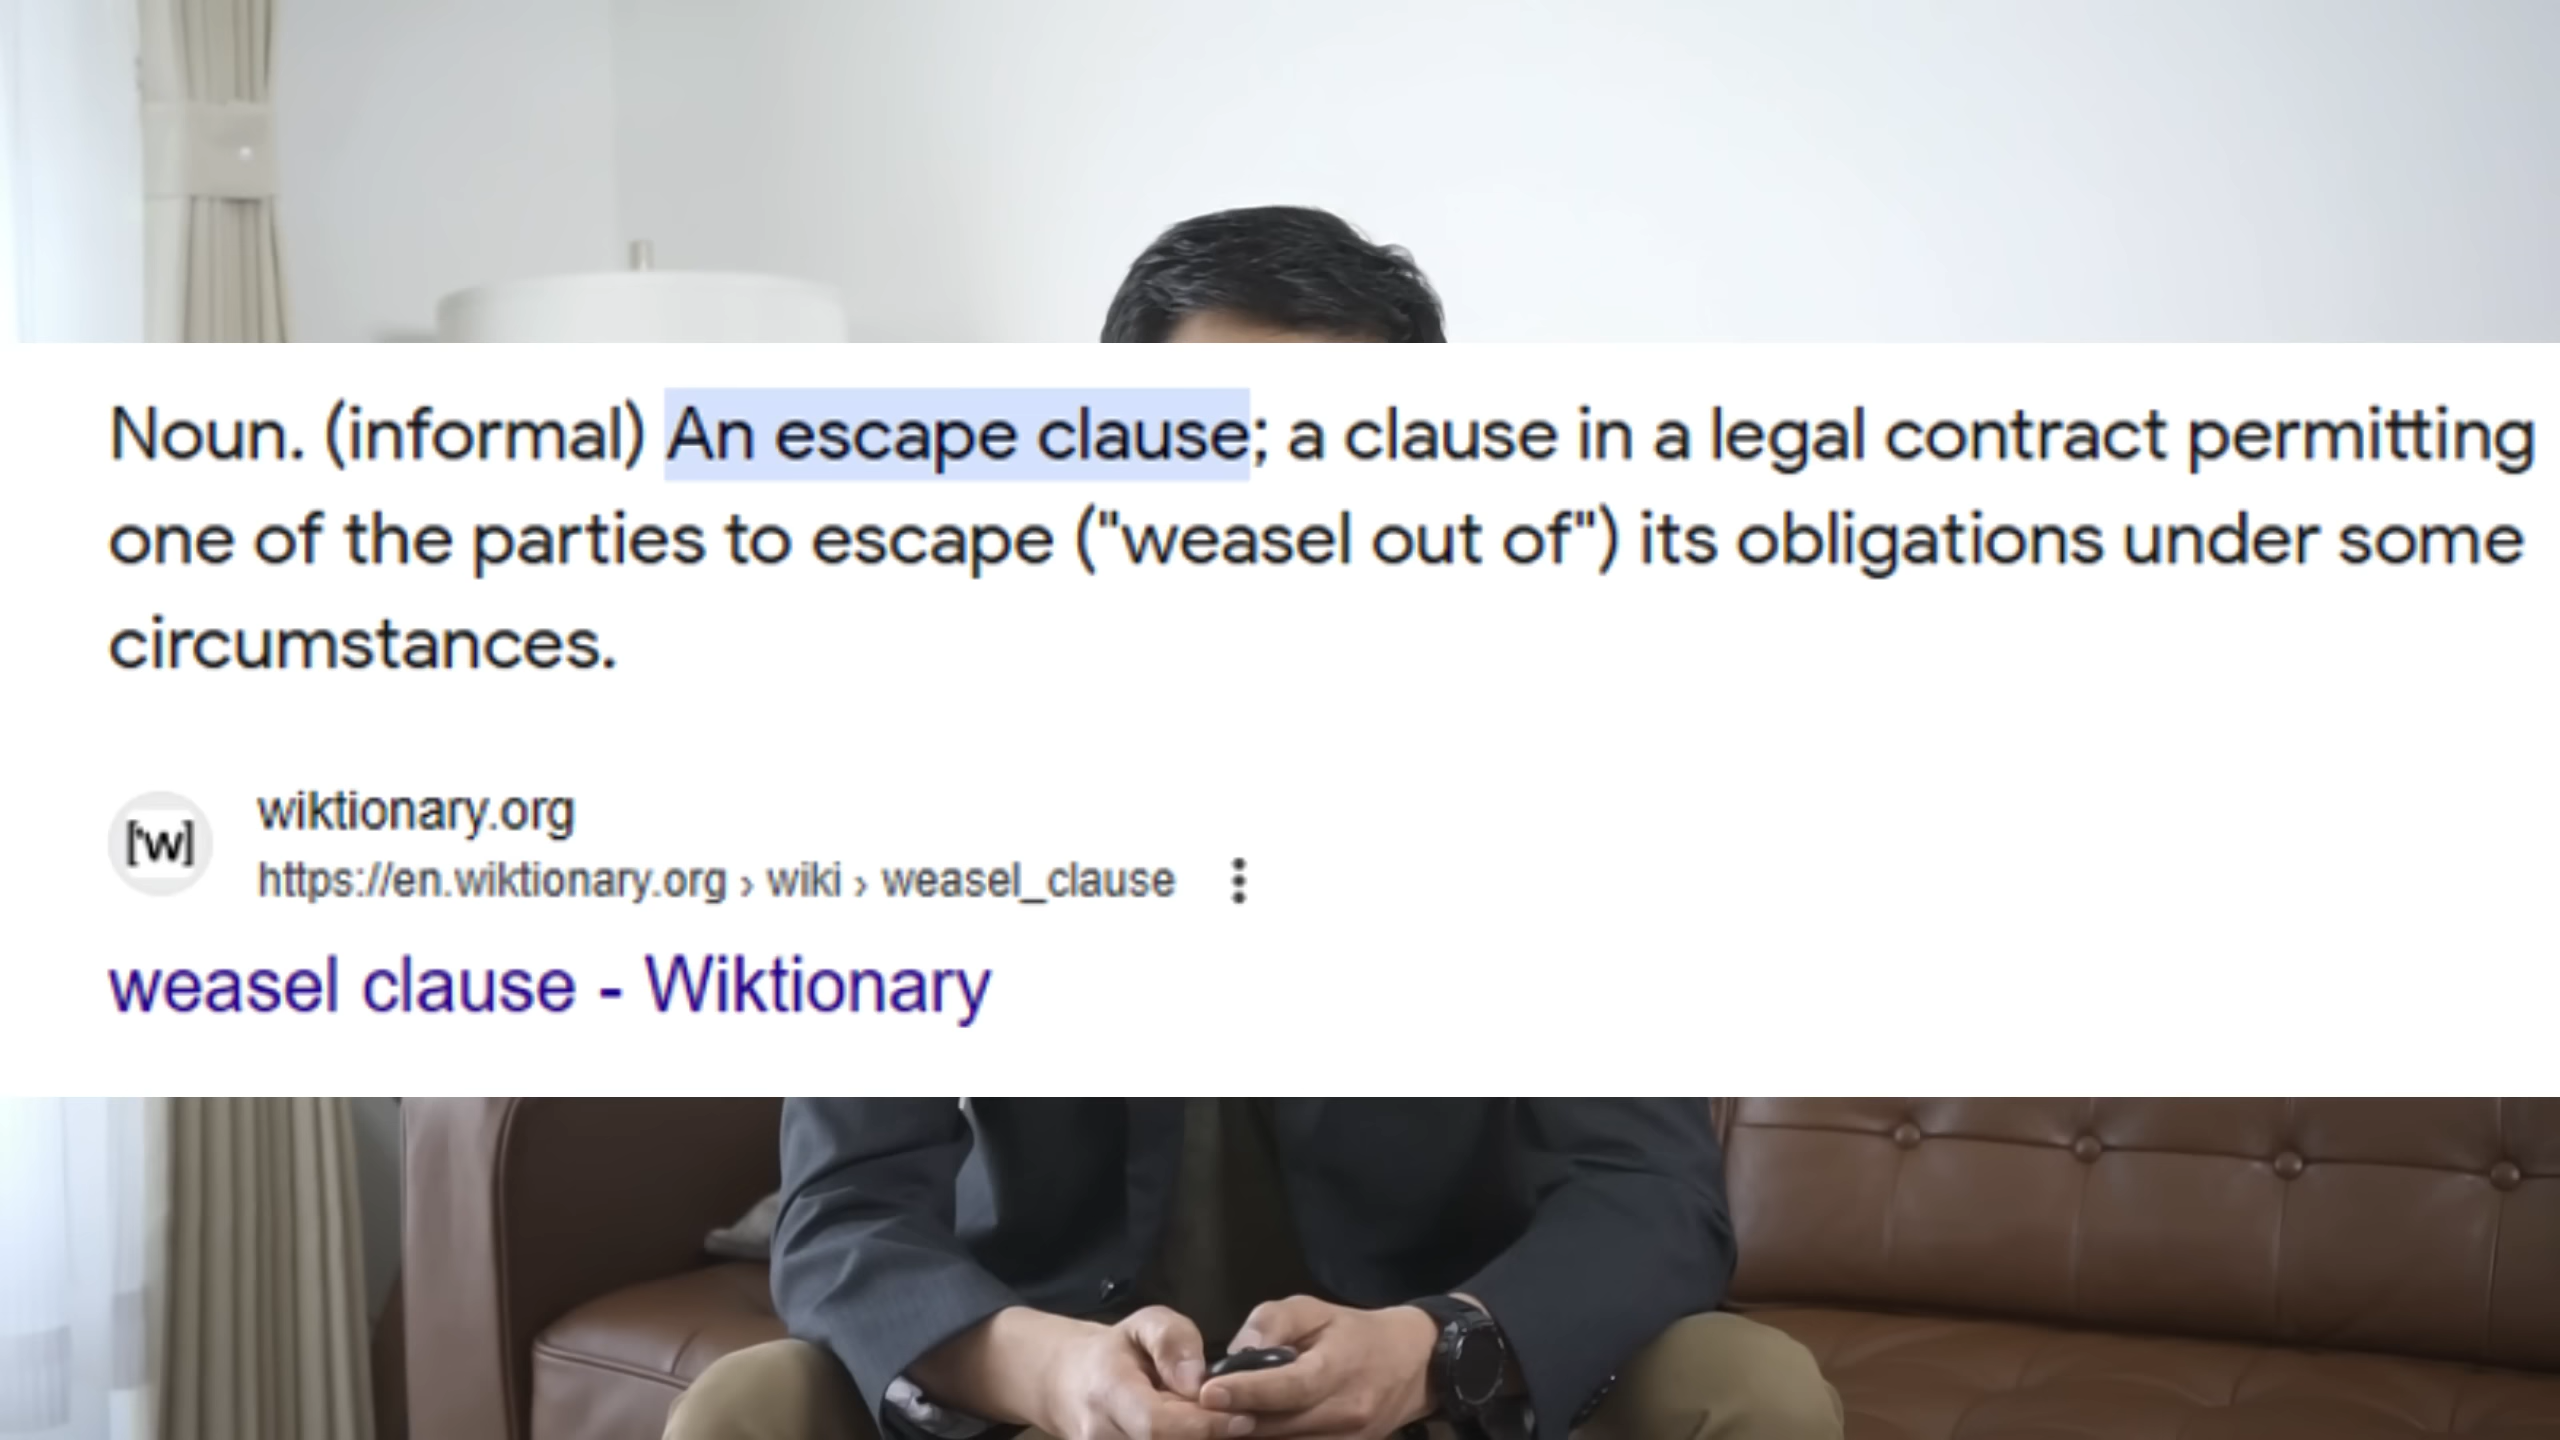 Noun. (informal) An escape clause; a clause in a legal contract permitting
one of the parties to escape ("weasel out of") its obligations under some
circumstances.
['w]
wiktionary.org
https://en.wiktionary.org › wiki › weasel_clause
weasel clause - Wiktionary